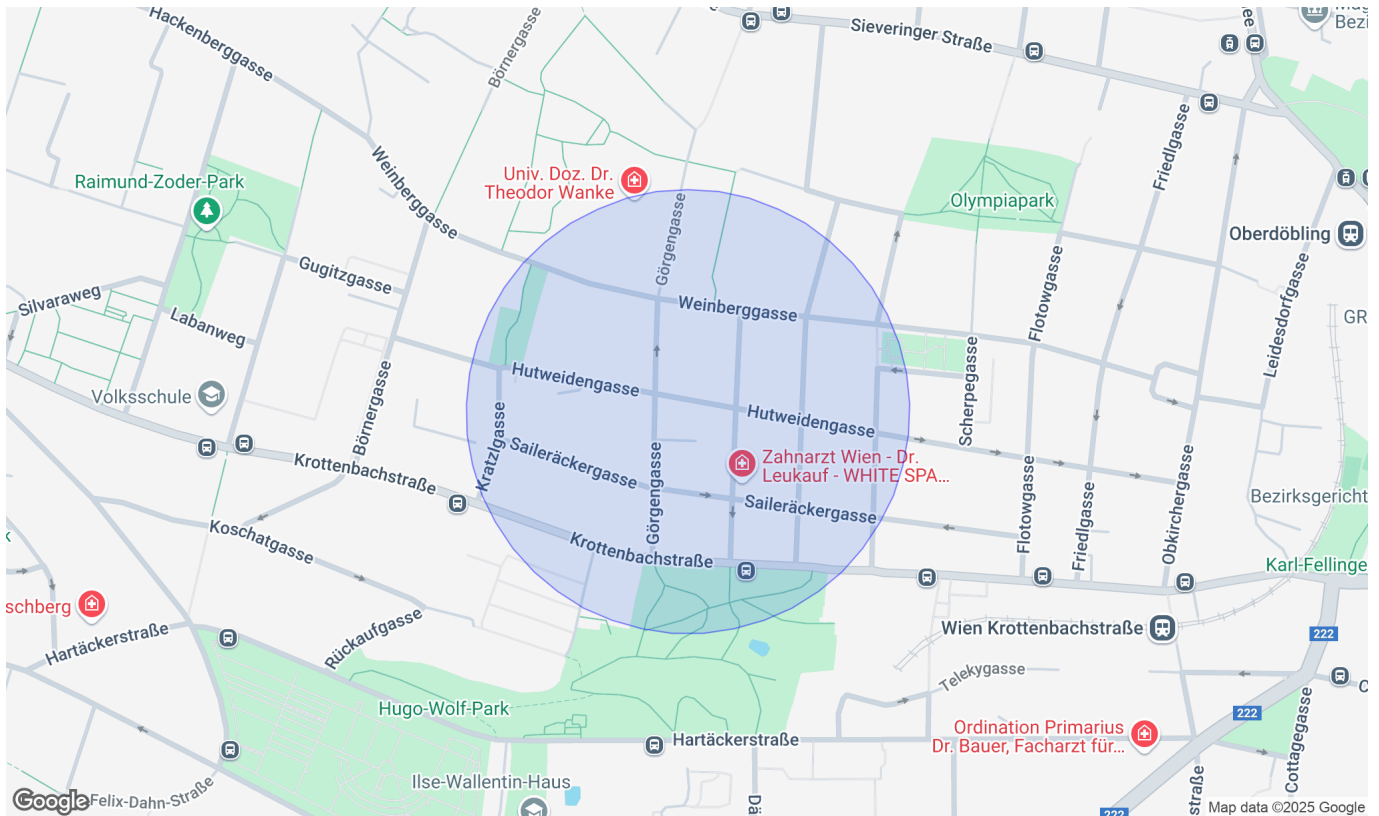 Hackenberggasse
Börnergasse
Sieveringer Straße
Bezi
Raimund-Zoder-Park
Weinberggasse
Univ. Doz. Dr.
Theodor Wanke
Friedlgasse
Olympiapark
Oberdöbling
Görgengasse
Gugitzgasse
Silvaraweg
Labanweg
Weinberggasse
Flotowgasse
Leidesdorfgasse
GR
Volksschule
Börnergasse
Hutweidengasse
Hutweidengasse
Scherpegasse
Kratzlgasse
Saileräckergasse
Görgengasse
Zahnarzt Wien - Dr.
Leukauf - WHITE SPA...
Krottenbachstraße
Saileräckergasse
Flotowgasse
Friedlgasse
Obkirchergasse
Bezirksgericht
Koschatgasse
Krottenbachstraße
Karl-Fellinge
schberg
Hartäckerstraße
Rückaufgasse
Wien Krottenbachstraße
222
Telekygasse
Hugo-Wolf-Park
222
Cottagegasse
Hartäckerstraße
Ordination Primarius
Dr. Bauer, Facharzt für...
Ilse-Wallentin-Haus
Felix-Dahn-Straße
Dä
straße
222
Google
Map data ©2025 Google